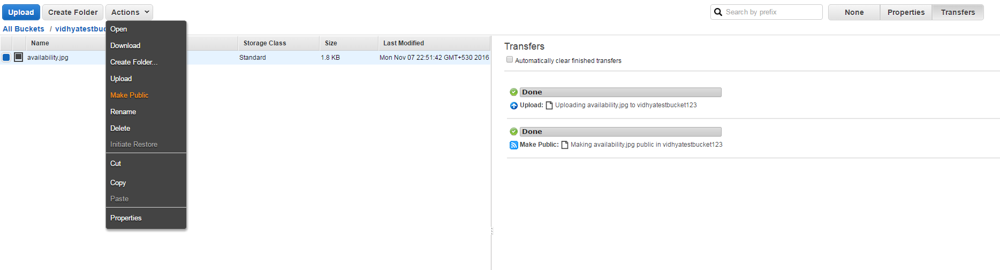 Upload Create Folder Actions Search by prefix None Properties Transfers
All Buckets / vidhyatestbuc
Name Storage Class Size Last Modified
availability.jpg Standard 1.8 KB Mon Nov 07 22:51:42 GMT+530 2016
Open
Download
Create Folder...
Upload
Make Public
Rename
Delete
Initiate Restore
Cut
Copy
Paste
Properties
Transfers
Automatically clear finished transfers
Done
Upload: Uploading availability.jpg to vidhyatestbucket123
Done
Make Public: Making availability.jpg public in vidhyatestbucket123